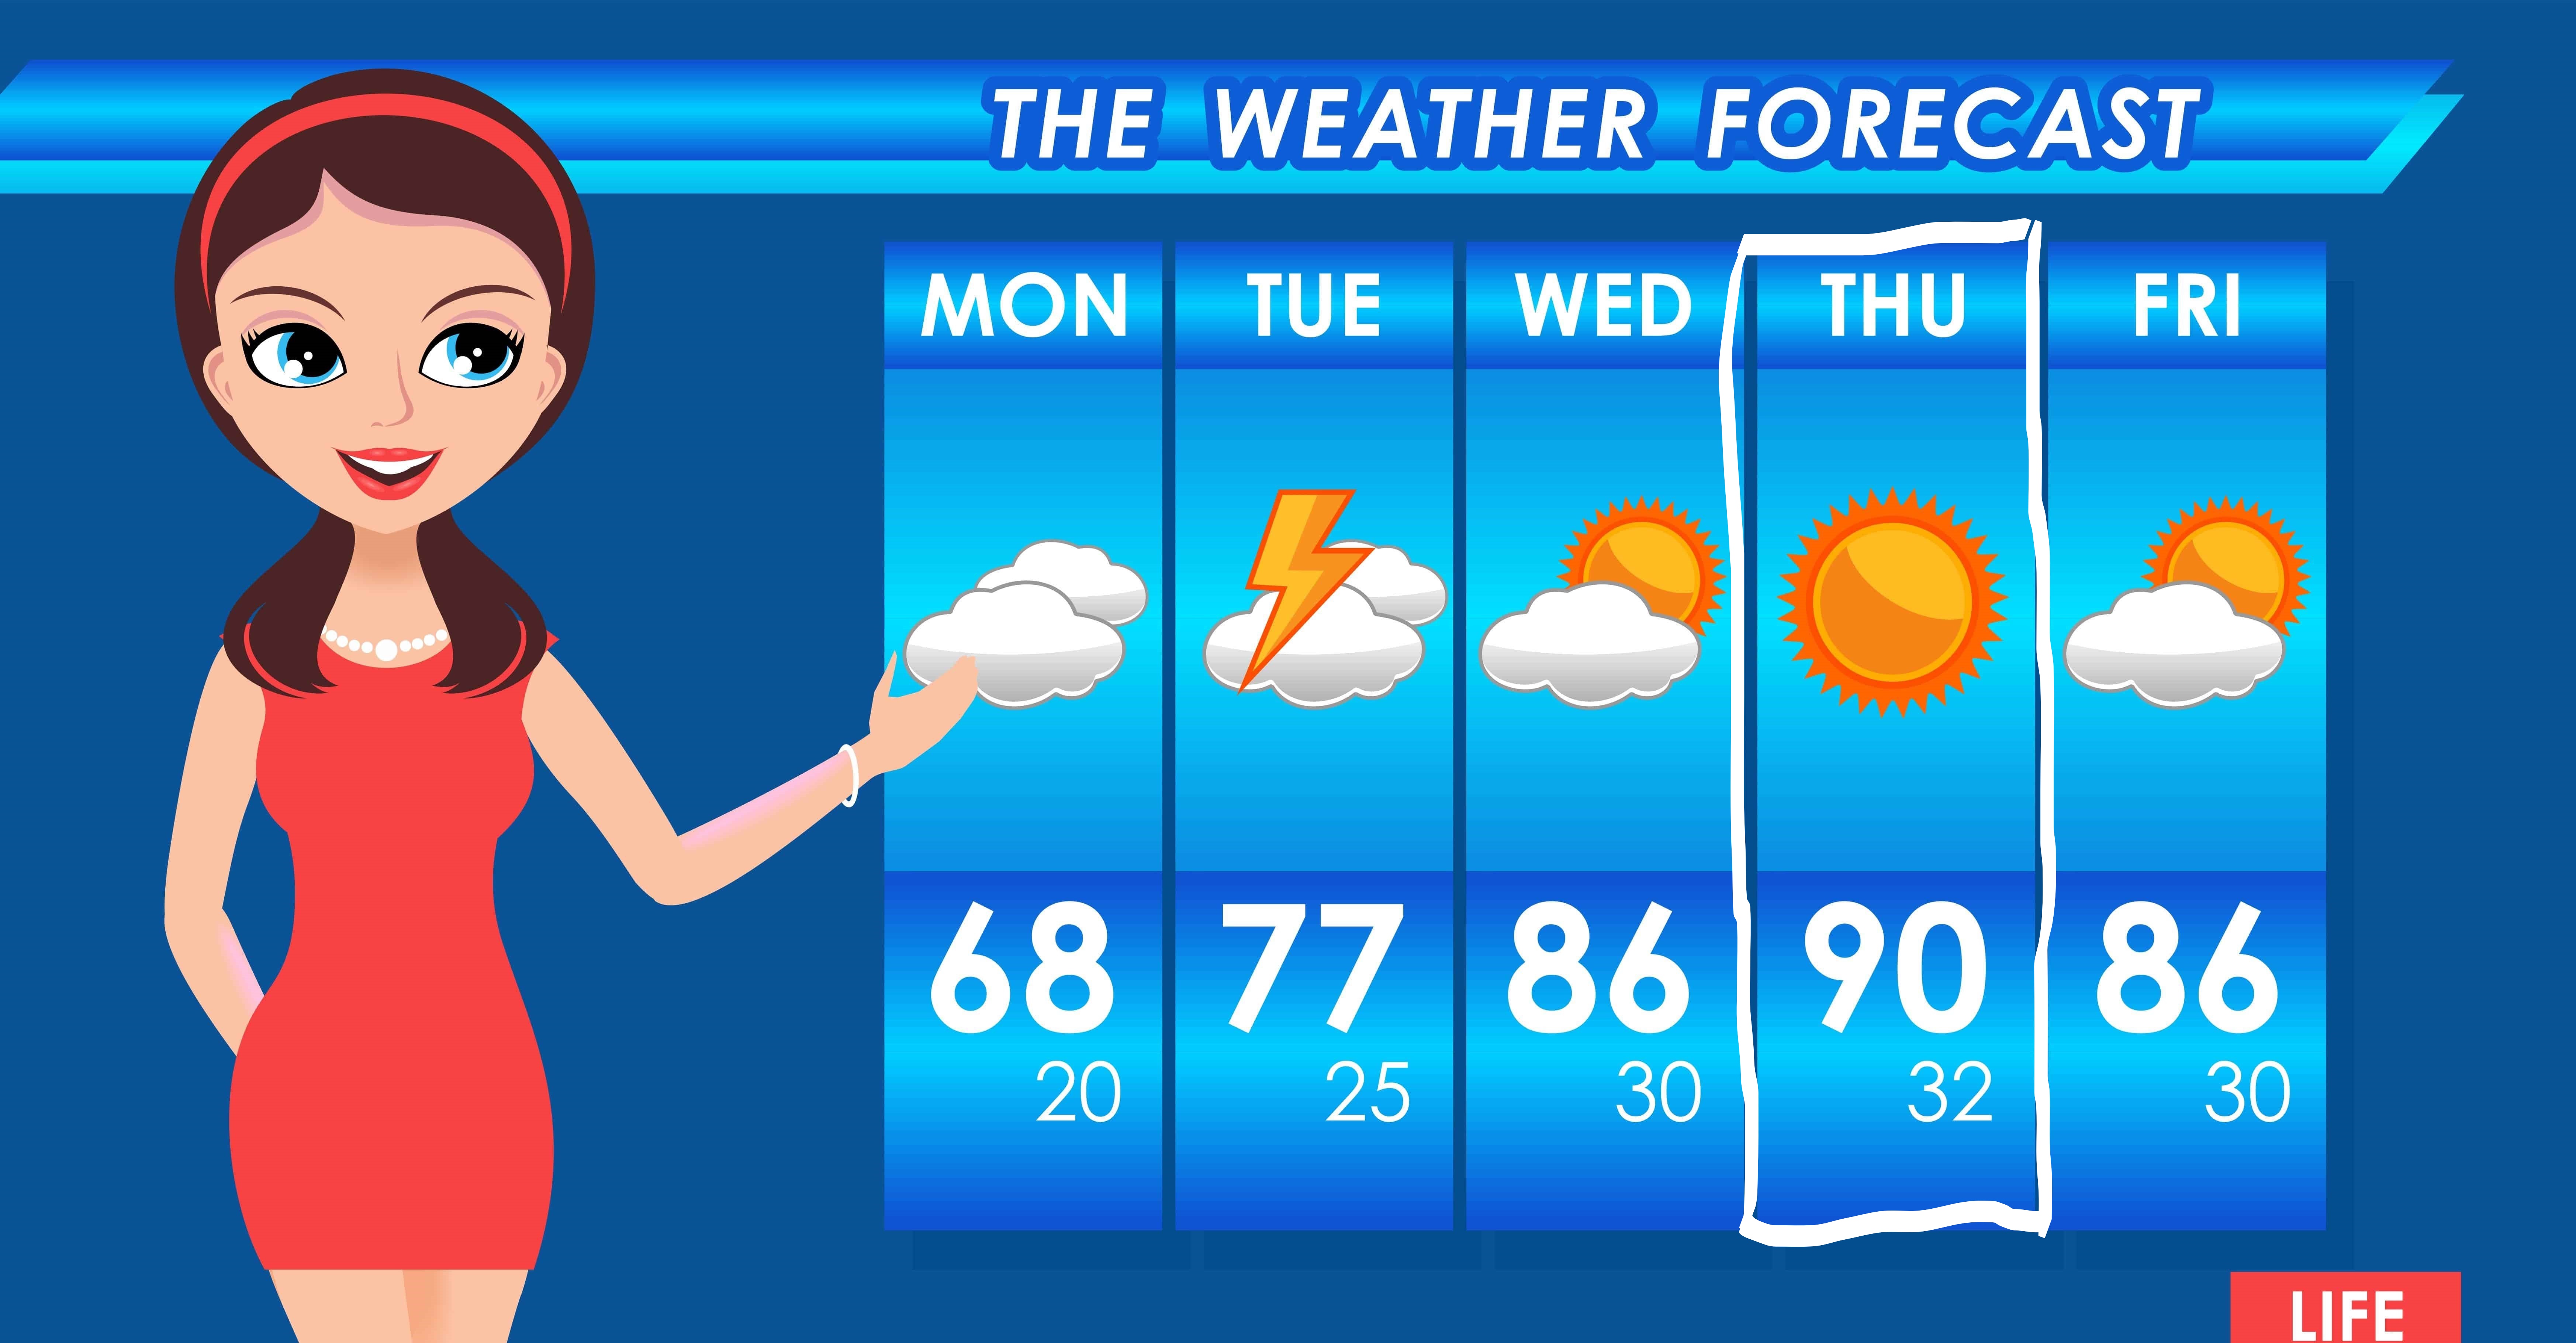 THE WEATHER FORECAST
MON TUE WED THU FRI
68 77 86 90 86
20 25 30 32 30
LIFE